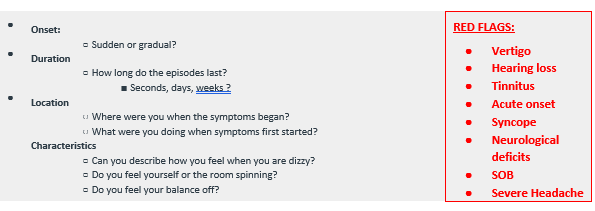 Onset:
Sudden or gradual?
Duration
How long do the episodes last?
Seconds, days, weeks ?
Location
Where were you when the symptoms began?
What were you doing when symptoms first started?
Characteristics
Can you describe how you feel when you are dizzy?
Do you feel yourself or the room spinning?
Do you feel your balance off?
RED FLAGS:
Vertigo
Hearing loss
Tinnitus
Acute onset
Syncope
Neurological
deficits
SOB
Severe Headache